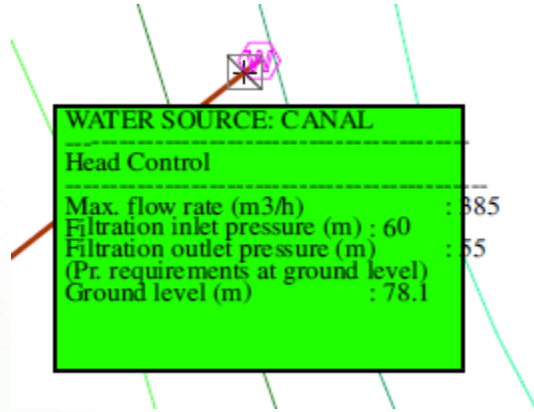 W
WATER SOURCE: CANAL
Head Control
Max. flow rate (m3/h) : 385
Filtration inlet pressure (m) : 60
Filtration outlet pressure (m) : 55
(Pr. requirements at ground level)
Ground level (m) : 78.1